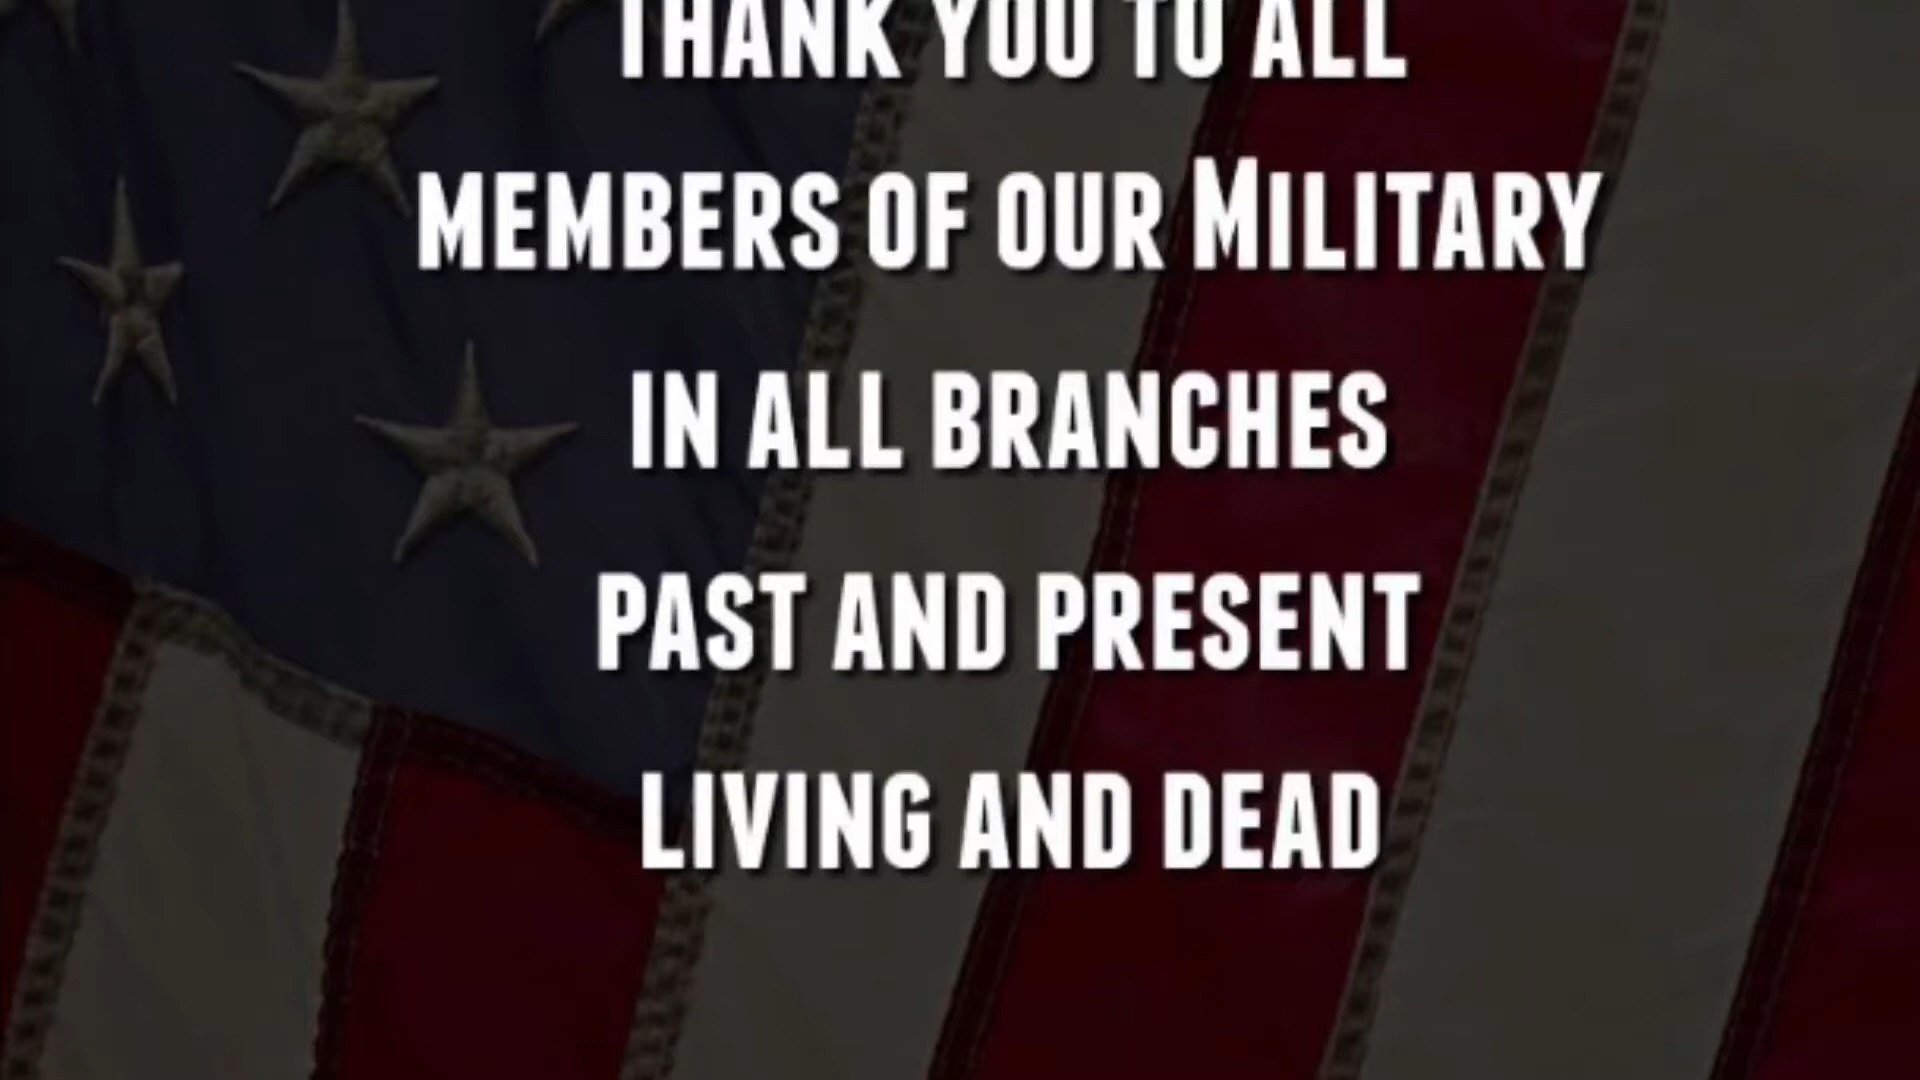 Thank you to all
members of our Military
in all branches
past and present
living and dead